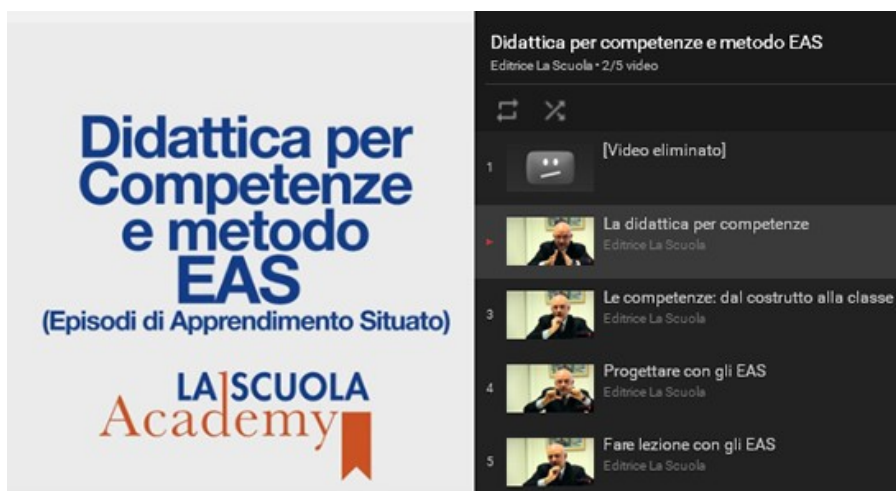 Didattica per
Competenze
e metodo
EAS
(Episodi di Apprendimento Situato)
LA SCUOLA
Academy
Didattica per competenze e metodo EAS
Editrice La Scuola • 2/5 video
1
[Video eliminato]
La didattica per competenze
Editrice La Scuola
3
Le competenze: dal costrutto alla classe
Editrice La Scuola
4
Progettare con gli EAS
Editrice La Scuola
5
Fare lezione con gli EAS
Editrice La Scuola